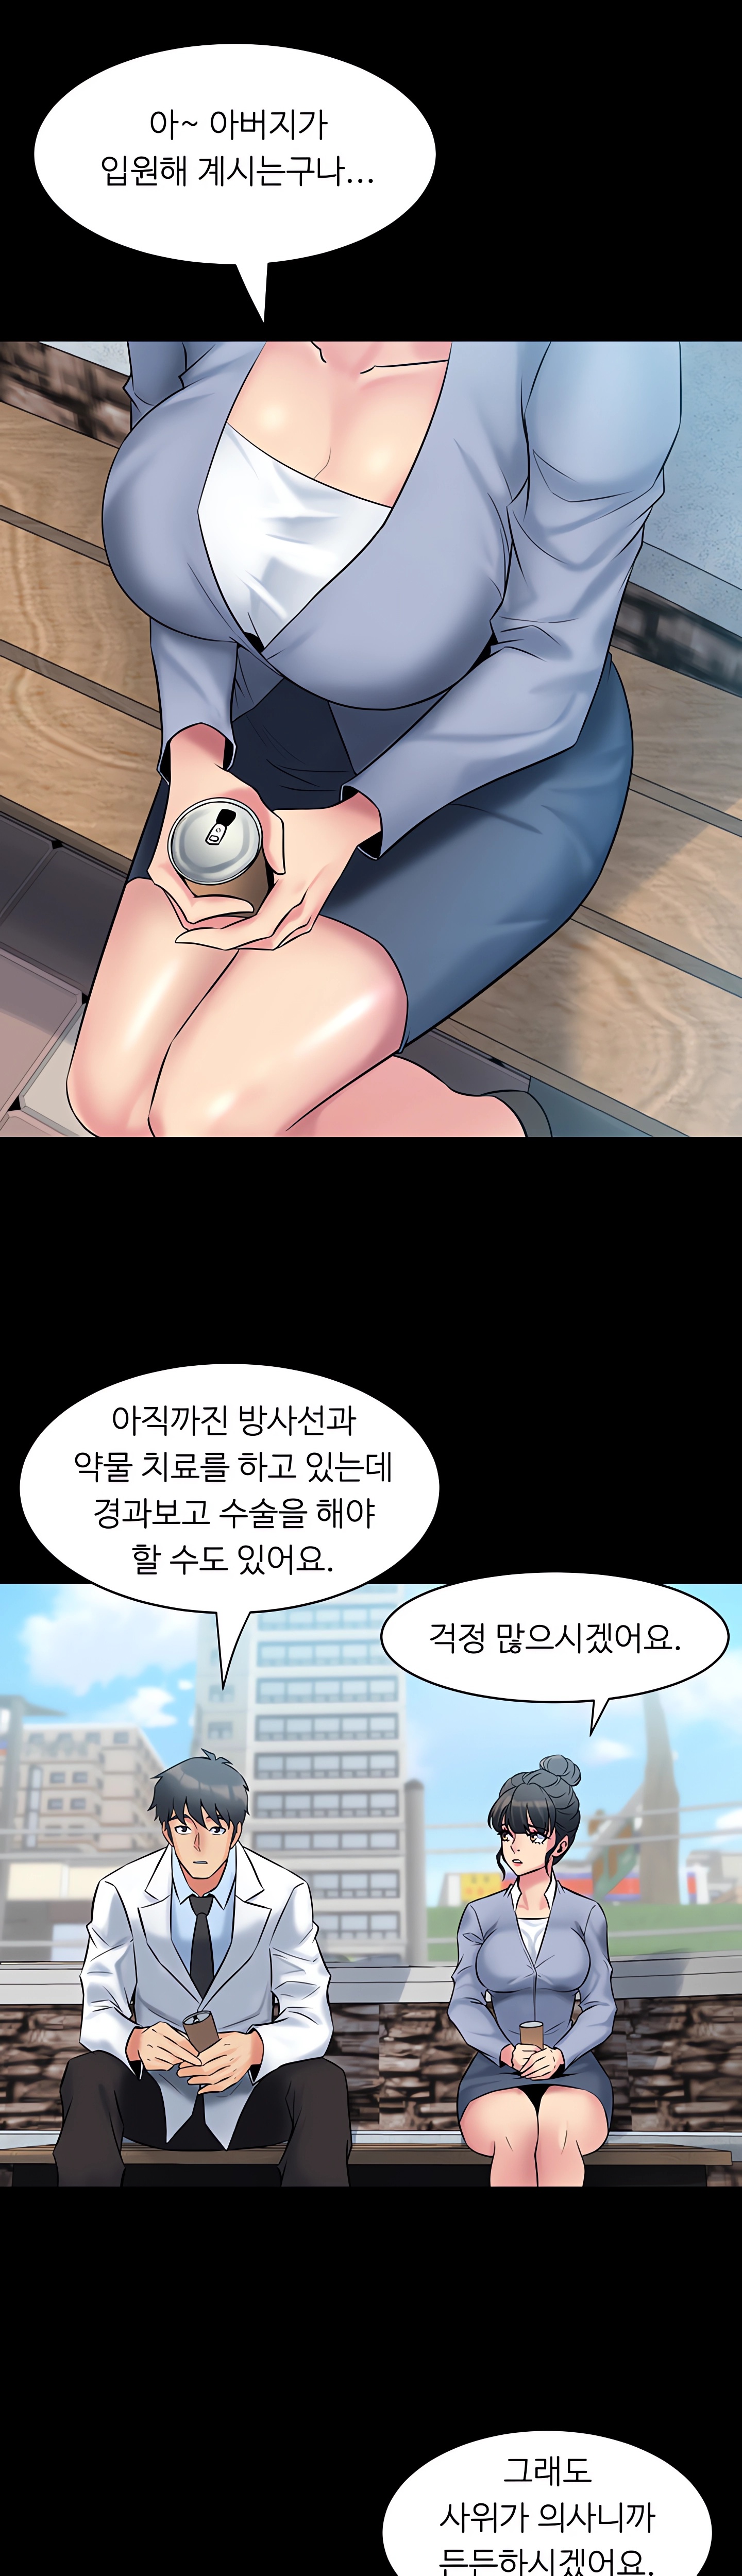 아~ 아버지가
입원해 계시는구나...
아직까진 방사선과
약물 치료를 하고 있는데
경과보고 수술을 해야
할 수도 있어요.
걱정 많으시겠어요.
그래도
사위가 의사니까
든든하시겠어요.